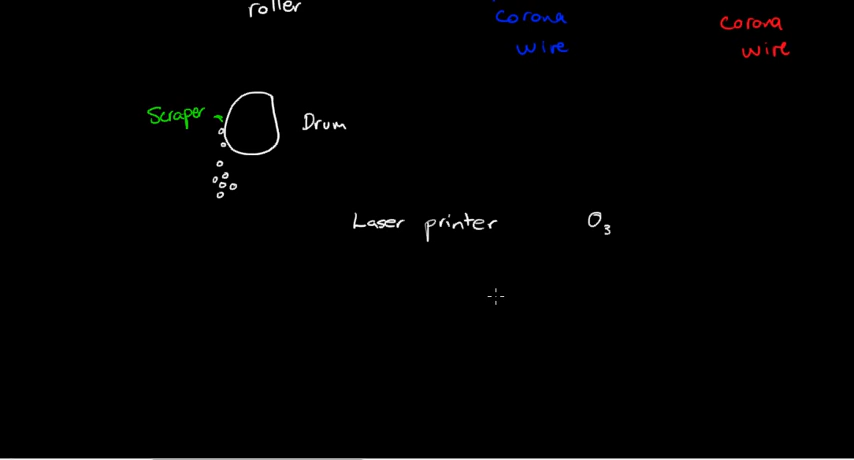 roller
corona
wire
corona
wire
Scraper
Drum
Laser printer
O3